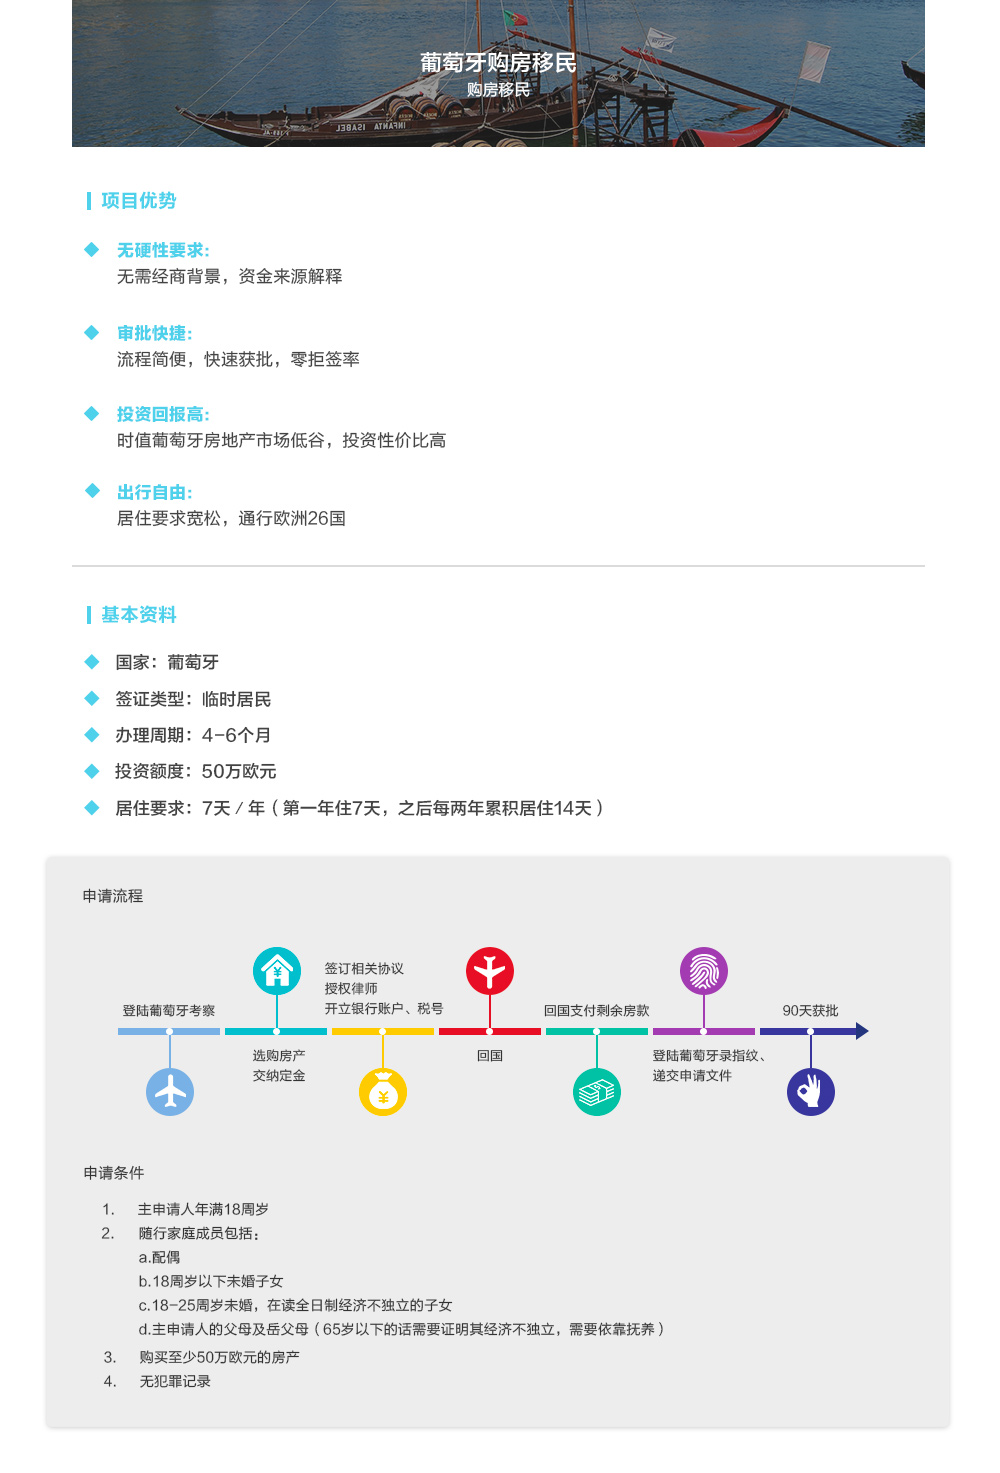 葡萄牙购房移民
购房移民
INFANTA ISABEL
项目优势
无硬性要求:
无需经商背景，资金来源解释
审批快捷:
流程简便，快速获批，零拒签率
投资回报高:
时值葡萄牙房地产市场低谷，投资性价比高
出行自由:
居住要求宽松，通行欧洲26国
基本资料
国家：葡萄牙
签证类型：临时居民
办理周期：4-6个月
投资额度：50万欧元
居住要求：7天 / 年（第一年住7天，之后每两年累积居住14天）
申请流程
登陆葡萄牙考察
选购房产
交纳定金
签订相关协议
授权律师
开立银行账户、税号
回国
回国支付剩余房款
登陆葡萄牙录指纹、
递交申请文件
90天获批
申请条件
1. 主申请人年满18周岁
2. 随行家庭成员包括：
a.配偶
b.18周岁以下未婚子女
c.18-25周岁未婚，在读全日制经济不独立的子女
d.主申请人的父母及岳父母（65岁以下的话需要证明其经济不独立，需要依靠抚养）
3. 购买至少50万欧元的房产
4. 无犯罪记录